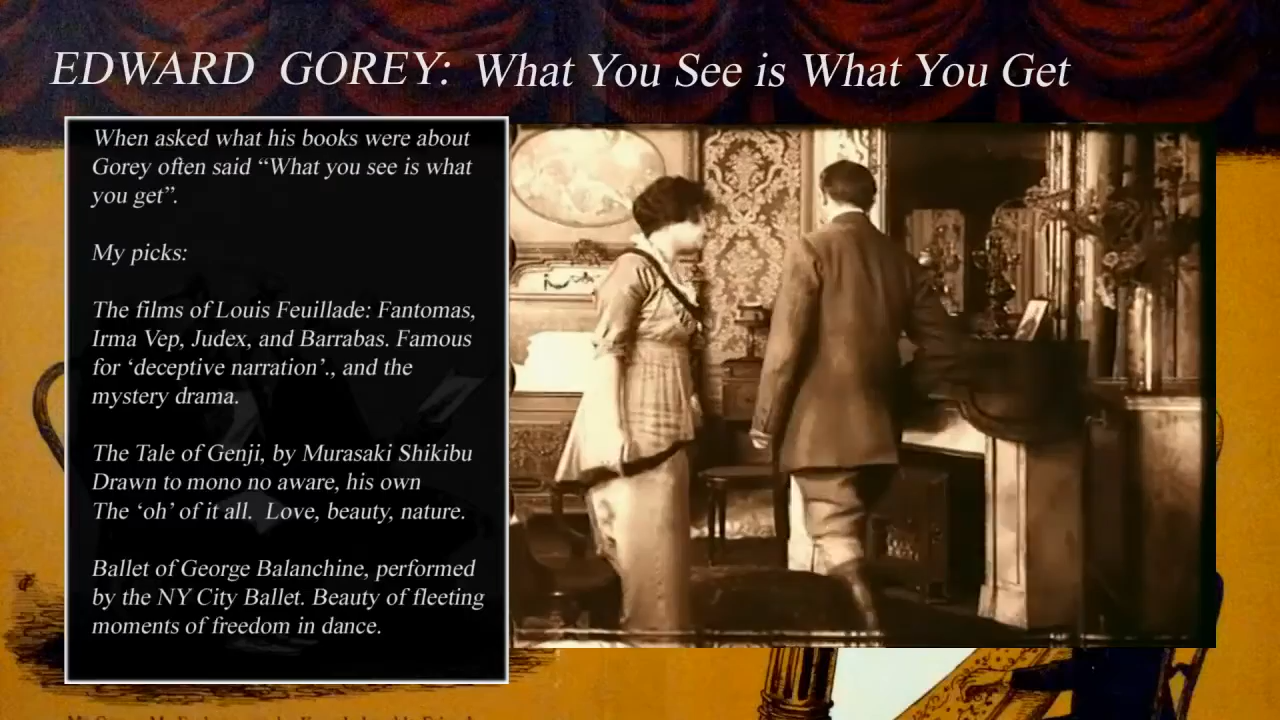 EDWARD GOREY: What You See is What You Get
When asked what his books were about
Gorey often said “What you see is what
you get”.
My picks:
The films of Louis Feuillade: Fantomas,
Irma Vep, Judex, and Barrabas. Famous
for ‘deceptive narration’., and the
mystery drama.
The Tale of Genji, by Murasaki Shikibu
Drawn to mono no aware, his own
The ‘oh’ of it all. Love, beauty, nature.
Ballet of George Balanchine, performed
by the NY City Ballet. Beauty of fleeting
moments of freedom in dance.